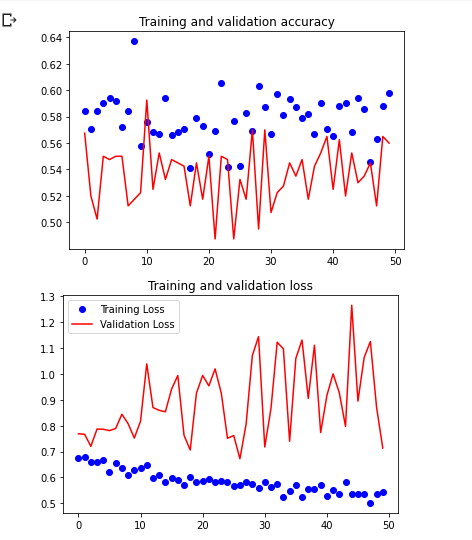 Training and validation accuracy
0.64
0.62
0.60
0.58
0.56
0.54
0.52
0.50
0 10 20 30 40 50
Training and validation loss
1.3
1.2
1.1
1.0
0.9
0.8
0.7
0.6
0.5
Training Loss
Validation Loss
0 10 20 30 40 50